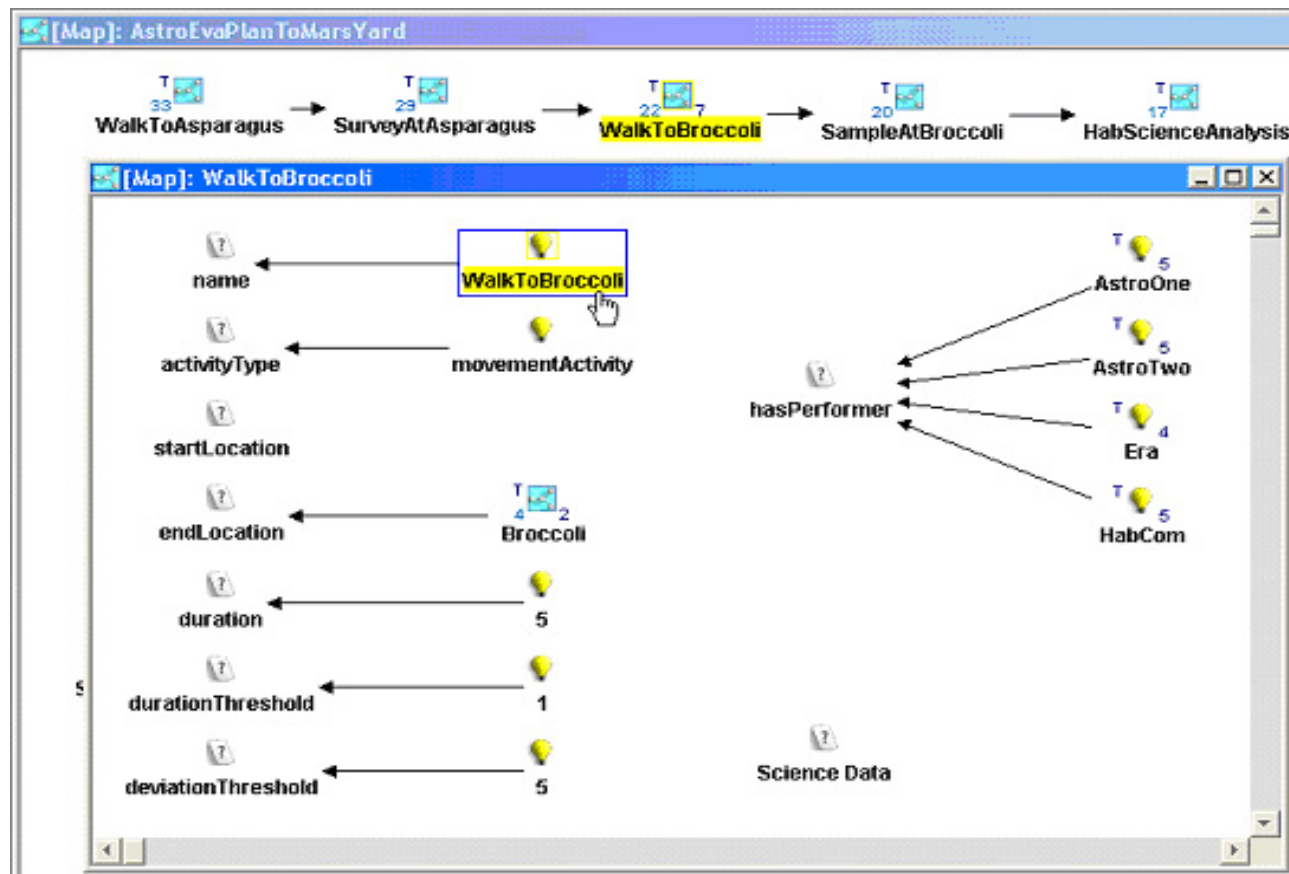 [Map]: AstroEvaPlanToMarsYard
T T T T T
33 29 22 7 20 17
WalkToAsparagus SurveyAtAsparagus WalkToBroccoli SampleAtBroccoli HabScienceAnalysis
[Map]: WalkToBroccoli
? ? T 5
name WalkToBroccoli AstroOne
? T 5
activityType movementActivity AstroTwo
?
hasPerformer
? T 4
startLocation Era
? T 4 2 T 5
endLocation Broccoli HabCom
?
duration 5
?
durationThreshold 1
S
? ?
deviationThreshold 5 Science Data